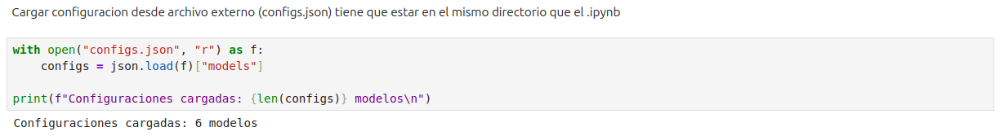 Cargar configuracion desde archivo externo (configs.json) tiene que estar en el mismo directorio que el .ipynb
with open("configs.json", "r") as f:
    configs = json.load(f)["models"]
print(f"Configuraciones cargadas: {len(configs)} modelos\n")
Configuraciones cargadas: 6 modelos